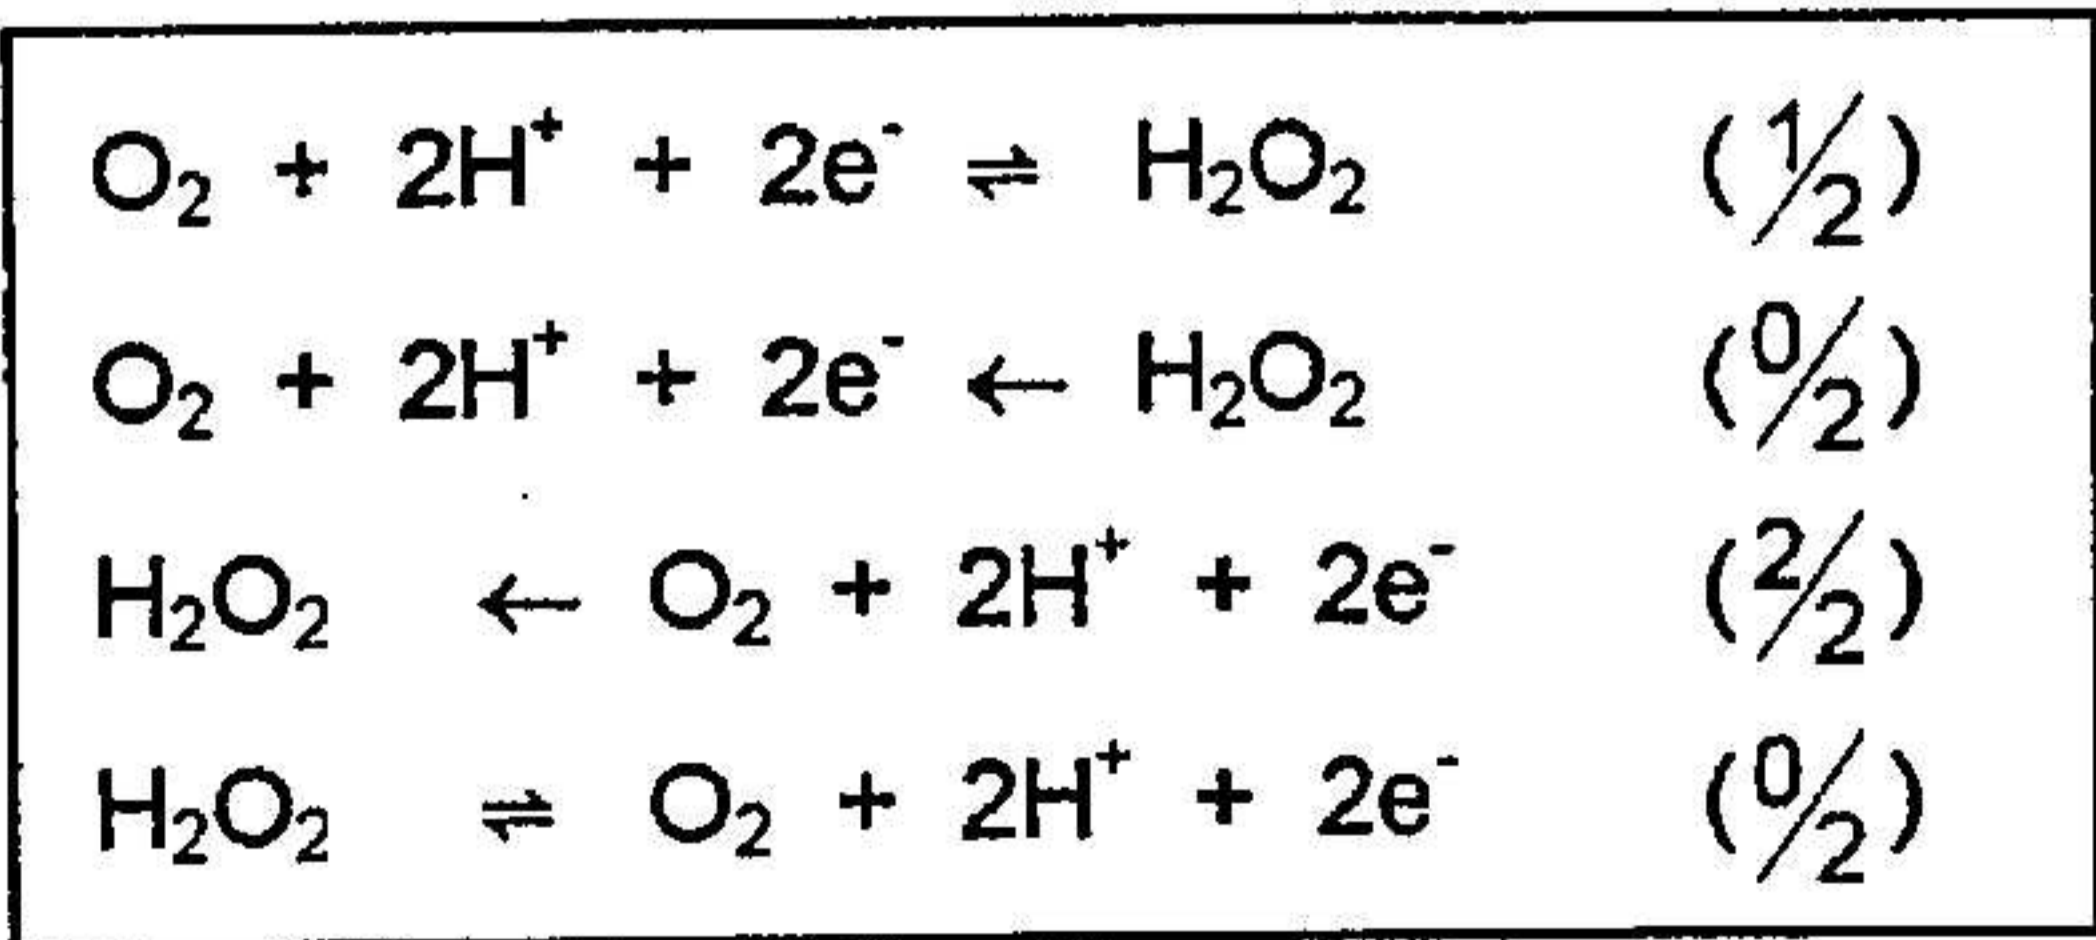 O₂ + 2H⁺ + 2e⁻ ⇌ H₂O₂ (1/2)
O₂ + 2H⁺ + 2e⁻ ← H₂O₂ (0/2)
H₂O₂ ← O₂ + 2H⁺ + 2e⁻ (2/2)
H₂O₂ ⇌ O₂ + 2H⁺ + 2e⁻ (0/2)